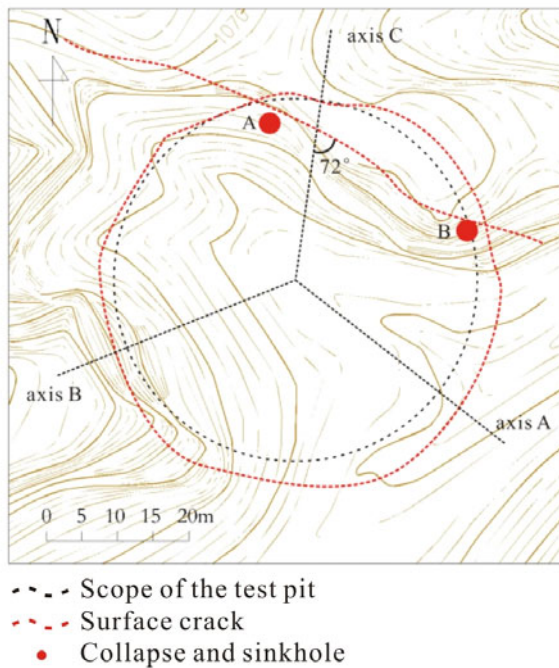 1070
N
axis C
A
72°
B
axis B
axis A
0 5 10 15 20m
Scope of the test pit
Surface crack
Collapse and sinkhole